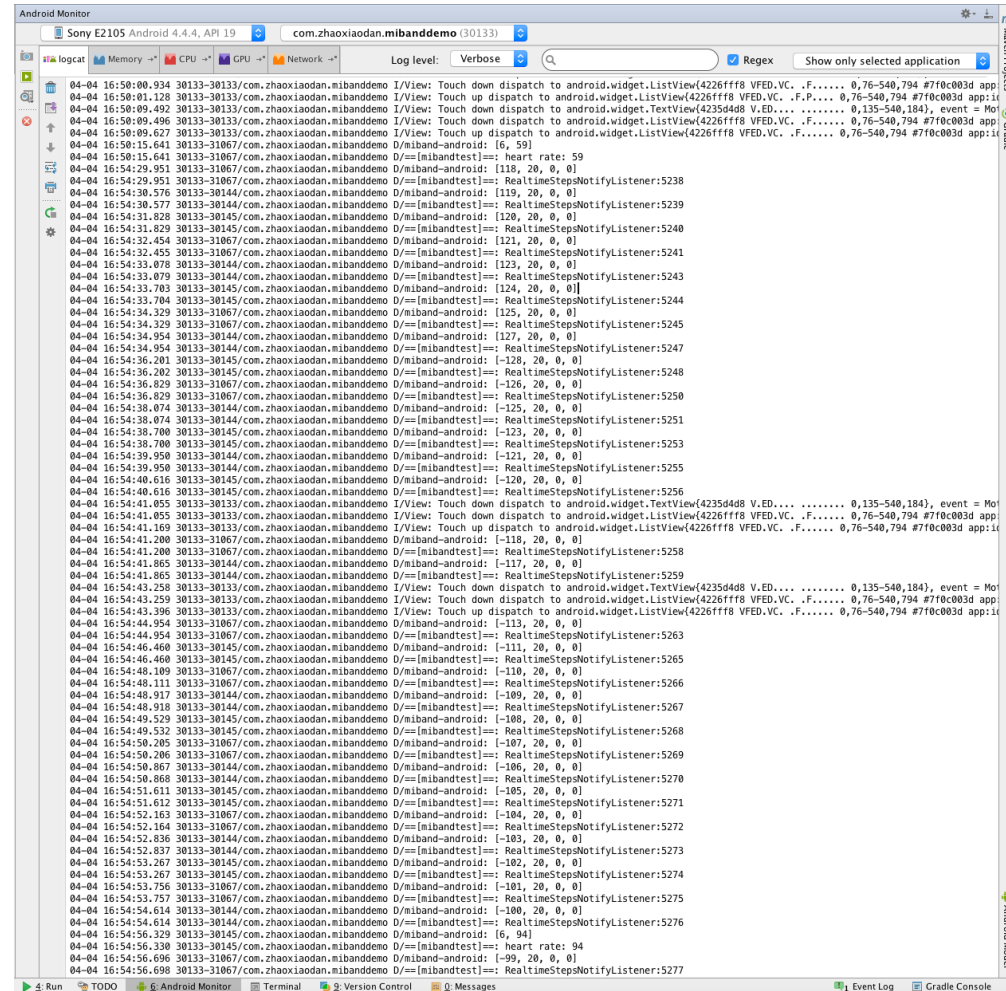 Android Monitor
Sony E2105 Android 4.4.4, API 19 com.zhaoxiaodan.mibanddemo (30133)
logcat Memory →* CPU →* GPU →* Network →* Log level: Verbose Regex Show only selected application
04-04 16:50:00.934 30133-30133/com.zhaoxiaodan.mibanddemo I/View: Touch down dispatch to android.widget.ListView{4226fff8 VFED.VC. .F...... 0,76-540,794 #7f0c003d app:
04-04 16:50:01.128 30133-30133/com.zhaoxiaodan.mibanddemo I/View: Touch up dispatch to android.widget.ListView{4226fff8 VFED.VC. .F.P.... 0,76-540,794 #7f0c003d app:id
04-04 16:50:09.492 30133-30133/com.zhaoxiaodan.mibanddemo I/View: Touch down dispatch to android.widget.TextView{4235d4d8 V.ED.... ........ 0,135-540,184}, event = Mot
04-04 16:50:09.496 30133-30133/com.zhaoxiaodan.mibanddemo I/View: Touch down dispatch to android.widget.ListView{4226fff8 VFED.VC. .F...... 0,76-540,794 #7f0c003d app:
04-04 16:50:09.627 30133-30133/com.zhaoxiaodan.mibanddemo I/View: Touch up dispatch to android.widget.ListView{4226fff8 VFED.VC. .F...... 0,76-540,794 #7f0c003d app:id
04-04 16:50:15.641 30133-31067/com.zhaoxiaodan.mibanddemo D/miband-android: [6, 59]
04-04 16:50:15.641 30133-31067/com.zhaoxiaodan.mibanddemo D/==[mibandtest]==: heart rate: 59
04-04 16:54:29.951 30133-31067/com.zhaoxiaodan.mibanddemo D/miband-android: [118, 20, 0, 0]
04-04 16:54:29.951 30133-31067/com.zhaoxiaodan.mibanddemo D/==[mibandtest]==: RealtimeStepsNotifyListener:5238
04-04 16:54:30.576 30133-30144/com.zhaoxiaodan.mibanddemo D/miband-android: [119, 20, 0, 0]
04-04 16:54:30.577 30133-30144/com.zhaoxiaodan.mibanddemo D/==[mibandtest]==: RealtimeStepsNotifyListener:5239
04-04 16:54:31.828 30133-30145/com.zhaoxiaodan.mibanddemo D/miband-android: [120, 20, 0, 0]
04-04 16:54:31.829 30133-30145/com.zhaoxiaodan.mibanddemo D/==[mibandtest]==: RealtimeStepsNotifyListener:5240
04-04 16:54:32.454 30133-31067/com.zhaoxiaodan.mibanddemo D/miband-android: [121, 20, 0, 0]
04-04 16:54:32.455 30133-31067/com.zhaoxiaodan.mibanddemo D/==[mibandtest]==: RealtimeStepsNotifyListener:5241
04-04 16:54:33.078 30133-30144/com.zhaoxiaodan.mibanddemo D/miband-android: [123, 20, 0, 0]
04-04 16:54:33.079 30133-30144/com.zhaoxiaodan.mibanddemo D/==[mibandtest]==: RealtimeStepsNotifyListener:5243
04-04 16:54:33.703 30133-30145/com.zhaoxiaodan.mibanddemo D/miband-android: [124, 20, 0, 0]
04-04 16:54:33.704 30133-30145/com.zhaoxiaodan.mibanddemo D/==[mibandtest]==: RealtimeStepsNotifyListener:5244
04-04 16:54:34.329 30133-31067/com.zhaoxiaodan.mibanddemo D/miband-android: [125, 20, 0, 0]
04-04 16:54:34.329 30133-31067/com.zhaoxiaodan.mibanddemo D/==[mibandtest]==: RealtimeStepsNotifyListener:5245
04-04 16:54:34.954 30133-30144/com.zhaoxiaodan.mibanddemo D/miband-android: [127, 20, 0, 0]
04-04 16:54:34.954 30133-30144/com.zhaoxiaodan.mibanddemo D/==[mibandtest]==: RealtimeStepsNotifyListener:5247
04-04 16:54:36.201 30133-30145/com.zhaoxiaodan.mibanddemo D/miband-android: [-128, 20, 0, 0]
04-04 16:54:36.202 30133-30145/com.zhaoxiaodan.mibanddemo D/==[mibandtest]==: RealtimeStepsNotifyListener:5248
04-04 16:54:36.829 30133-31067/com.zhaoxiaodan.mibanddemo D/miband-android: [-126, 20, 0, 0]
04-04 16:54:36.829 30133-31067/com.zhaoxiaodan.mibanddemo D/==[mibandtest]==: RealtimeStepsNotifyListener:5250
04-04 16:54:38.074 30133-30144/com.zhaoxiaodan.mibanddemo D/miband-android: [-125, 20, 0, 0]
04-04 16:54:38.074 30133-30144/com.zhaoxiaodan.mibanddemo D/==[mibandtest]==: RealtimeStepsNotifyListener:5251
04-04 16:54:38.700 30133-30145/com.zhaoxiaodan.mibanddemo D/miband-android: [-123, 20, 0, 0]
04-04 16:54:38.700 30133-30145/com.zhaoxiaodan.mibanddemo D/==[mibandtest]==: RealtimeStepsNotifyListener:5253
04-04 16:54:39.950 30133-30144/com.zhaoxiaodan.mibanddemo D/miband-android: [-121, 20, 0, 0]
04-04 16:54:39.950 30133-30144/com.zhaoxiaodan.mibanddemo D/==[mibandtest]==: RealtimeStepsNotifyListener:5255
04-04 16:54:40.616 30133-30145/com.zhaoxiaodan.mibanddemo D/miband-android: [-120, 20, 0, 0]
04-04 16:54:40.616 30133-30145/com.zhaoxiaodan.mibanddemo D/==[mibandtest]==: RealtimeStepsNotifyListener:5256
04-04 16:54:41.055 30133-30133/com.zhaoxiaodan.mibanddemo I/View: Touch down dispatch to android.widget.TextView{4235d4d8 V.ED.... ........ 0,135-540,184}, event = Mot
04-04 16:54:41.055 30133-30133/com.zhaoxiaodan.mibanddemo I/View: Touch down dispatch to android.widget.ListView{4226fff8 VFED.VC. .F...... 0,76-540,794 #7f0c003d app:
04-04 16:54:41.169 30133-30133/com.zhaoxiaodan.mibanddemo I/View: Touch up dispatch to android.widget.ListView{4226fff8 VFED.VC. .F...... 0,76-540,794 #7f0c003d app:id
04-04 16:54:41.200 30133-31067/com.zhaoxiaodan.mibanddemo D/miband-android: [-118, 20, 0, 0]
04-04 16:54:41.200 30133-31067/com.zhaoxiaodan.mibanddemo D/==[mibandtest]==: RealtimeStepsNotifyListener:5258
04-04 16:54:41.865 30133-30144/com.zhaoxiaodan.mibanddemo D/miband-android: [-117, 20, 0, 0]
04-04 16:54:41.865 30133-30144/com.zhaoxiaodan.mibanddemo D/==[mibandtest]==: RealtimeStepsNotifyListener:5259
04-04 16:54:43.258 30133-30133/com.zhaoxiaodan.mibanddemo I/View: Touch down dispatch to android.widget.TextView{4235d4d8 V.ED.... ........ 0,135-540,184}, event = Mot
04-04 16:54:43.259 30133-30133/com.zhaoxiaodan.mibanddemo I/View: Touch down dispatch to android.widget.ListView{4226fff8 VFED.VC. .F...... 0,76-540,794 #7f0c003d app:
04-04 16:54:43.396 30133-30133/com.zhaoxiaodan.mibanddemo I/View: Touch up dispatch to android.widget.ListView{4226fff8 VFED.VC. .F...... 0,76-540,794 #7f0c003d app:id
04-04 16:54:44.954 30133-31067/com.zhaoxiaodan.mibanddemo D/miband-android: [-113, 20, 0, 0]
04-04 16:54:44.954 30133-31067/com.zhaoxiaodan.mibanddemo D/==[mibandtest]==: RealtimeStepsNotifyListener:5263
04-04 16:54:46.460 30133-30145/com.zhaoxiaodan.mibanddemo D/miband-android: [-111, 20, 0, 0]
04-04 16:54:46.460 30133-30145/com.zhaoxiaodan.mibanddemo D/==[mibandtest]==: RealtimeStepsNotifyListener:5265
04-04 16:54:48.109 30133-31067/com.zhaoxiaodan.mibanddemo D/miband-android: [-110, 20, 0, 0]
04-04 16:54:48.111 30133-31067/com.zhaoxiaodan.mibanddemo D/==[mibandtest]==: RealtimeStepsNotifyListener:5266
04-04 16:54:48.917 30133-30144/com.zhaoxiaodan.mibanddemo D/miband-android: [-109, 20, 0, 0]
04-04 16:54:48.918 30133-30144/com.zhaoxiaodan.mibanddemo D/==[mibandtest]==: RealtimeStepsNotifyListener:5267
04-04 16:54:49.529 30133-30145/com.zhaoxiaodan.mibanddemo D/miband-android: [-108, 20, 0, 0]
04-04 16:54:49.532 30133-30145/com.zhaoxiaodan.mibanddemo D/==[mibandtest]==: RealtimeStepsNotifyListener:5268
04-04 16:54:50.205 30133-31067/com.zhaoxiaodan.mibanddemo D/miband-android: [-107, 20, 0, 0]
04-04 16:54:50.206 30133-31067/com.zhaoxiaodan.mibanddemo D/==[mibandtest]==: RealtimeStepsNotifyListener:5269
04-04 16:54:50.867 30133-30144/com.zhaoxiaodan.mibanddemo D/miband-android: [-106, 20, 0, 0]
04-04 16:54:50.868 30133-30144/com.zhaoxiaodan.mibanddemo D/==[mibandtest]==: RealtimeStepsNotifyListener:5270
04-04 16:54:51.611 30133-30145/com.zhaoxiaodan.mibanddemo D/miband-android: [-105, 20, 0, 0]
04-04 16:54:51.612 30133-30145/com.zhaoxiaodan.mibanddemo D/==[mibandtest]==: RealtimeStepsNotifyListener:5271
04-04 16:54:52.163 30133-31067/com.zhaoxiaodan.mibanddemo D/miband-android: [-104, 20, 0, 0]
04-04 16:54:52.164 30133-31067/com.zhaoxiaodan.mibanddemo D/==[mibandtest]==: RealtimeStepsNotifyListener:5272
04-04 16:54:52.836 30133-30144/com.zhaoxiaodan.mibanddemo D/miband-android: [-103, 20, 0, 0]
04-04 16:54:52.837 30133-30144/com.zhaoxiaodan.mibanddemo D/==[mibandtest]==: RealtimeStepsNotifyListener:5273
04-04 16:54:53.267 30133-30145/com.zhaoxiaodan.mibanddemo D/miband-android: [-102, 20, 0, 0]
04-04 16:54:53.267 30133-30145/com.zhaoxiaodan.mibanddemo D/==[mibandtest]==: RealtimeStepsNotifyListener:5274
04-04 16:54:53.756 30133-31067/com.zhaoxiaodan.mibanddemo D/miband-android: [-101, 20, 0, 0]
04-04 16:54:53.757 30133-31067/com.zhaoxiaodan.mibanddemo D/==[mibandtest]==: RealtimeStepsNotifyListener:5275
04-04 16:54:54.614 30133-30144/com.zhaoxiaodan.mibanddemo D/miband-android: [-100, 20, 0, 0]
04-04 16:54:54.614 30133-30144/com.zhaoxiaodan.mibanddemo D/==[mibandtest]==: RealtimeStepsNotifyListener:5276
04-04 16:54:56.329 30133-30145/com.zhaoxiaodan.mibanddemo D/miband-android: [6, 94]
04-04 16:54:56.330 30133-30145/com.zhaoxiaodan.mibanddemo D/==[mibandtest]==: heart rate: 94
04-04 16:54:56.696 30133-31067/com.zhaoxiaodan.mibanddemo D/miband-android: [-99, 20, 0, 0]
04-04 16:54:56.698 30133-31067/com.zhaoxiaodan.mibanddemo D/==[mibandtest]==: RealtimeStepsNotifyListener:5277
4: Run TODO 6: Android Monitor Terminal 9: Version Control 0: Messages 1 Event Log Gradle Console